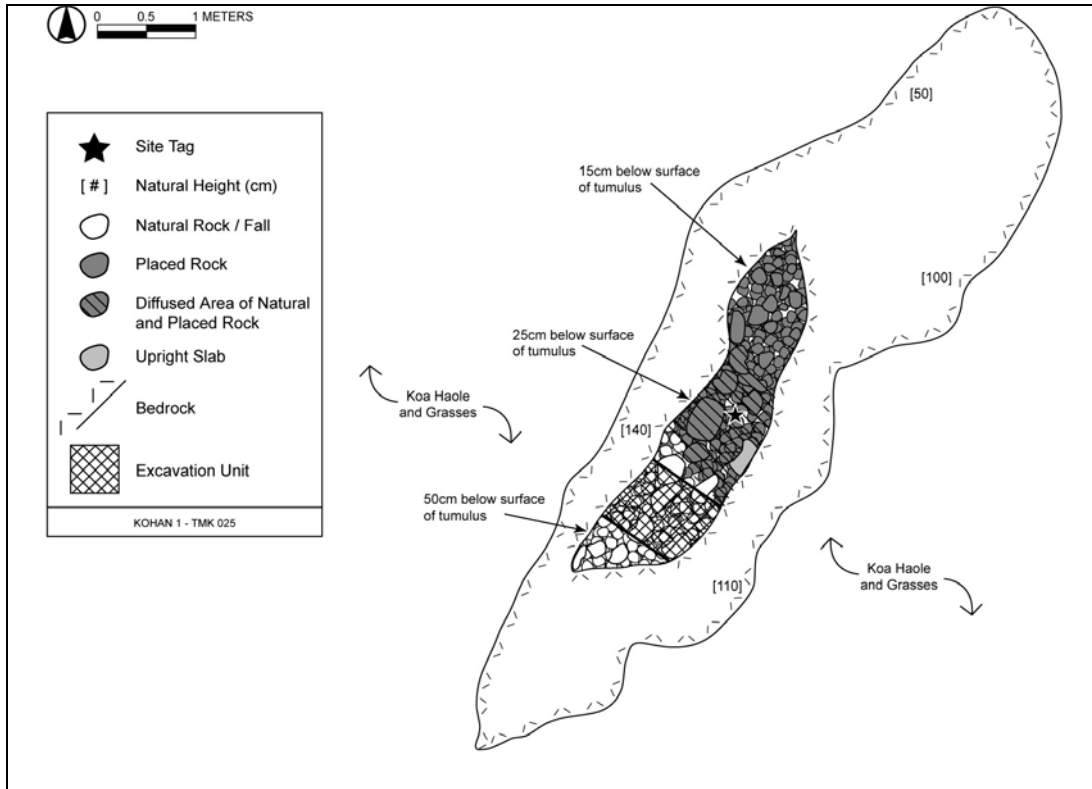 0 0.5 1 METERS
Site Tag
[ # ] Natural Height (cm)
Natural Rock / Fall
Placed Rock
Diffused Area of Natural
and Placed Rock
Upright Slab
Bedrock
Excavation Unit
KOHAN 1 - TMK 025
[50]
15cm below surface
of tumulus
[100]
25cm below surface
of tumulus
Koa Haole
and Grasses
[140]
50cm below surface
of tumulus
Koa Haole
and Grasses
[110]